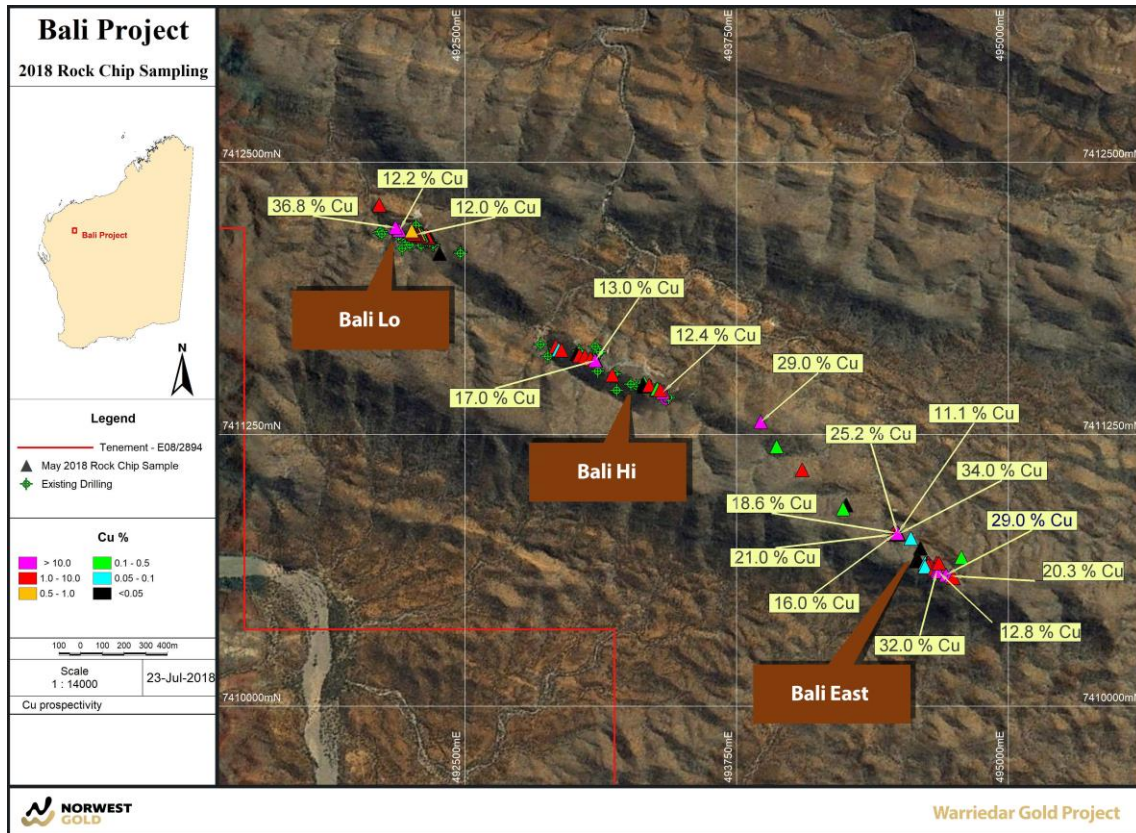 Bali Project
2018 Rock Chip Sampling
Bali Project
N
Legend
Tenement - E08/2894
May 2018 Rock Chip Sample
Existing Drilling
Cu %
> 10.0
0.1 - 0.5
1.0 - 10.0
0.05 - 0.1
0.5 - 1.0
<0.05
100 0 100 200 300 400m
Scale
1 : 14000
23-Jul-2018
Cu prospectivity
492500mE
493750mE
495000mE
7412500mN
12.2 % Cu
36.8 % Cu
12.0 % Cu
Bali Lo
13.0 % Cu
12.4 % Cu
17.0 % Cu
29.0 % Cu
7411250mN
11.1 % Cu
25.2 % Cu
Bali Hi
34.0 % Cu
18.6 % Cu
29.0 % Cu
21.0 % Cu
20.3 % Cu
16.0 % Cu
12.8 % Cu
32.0 % Cu
Bali East
7410000mN
492500mE
493750mE
495000mE
NORWEST
GOLD
Warriedar Gold Project